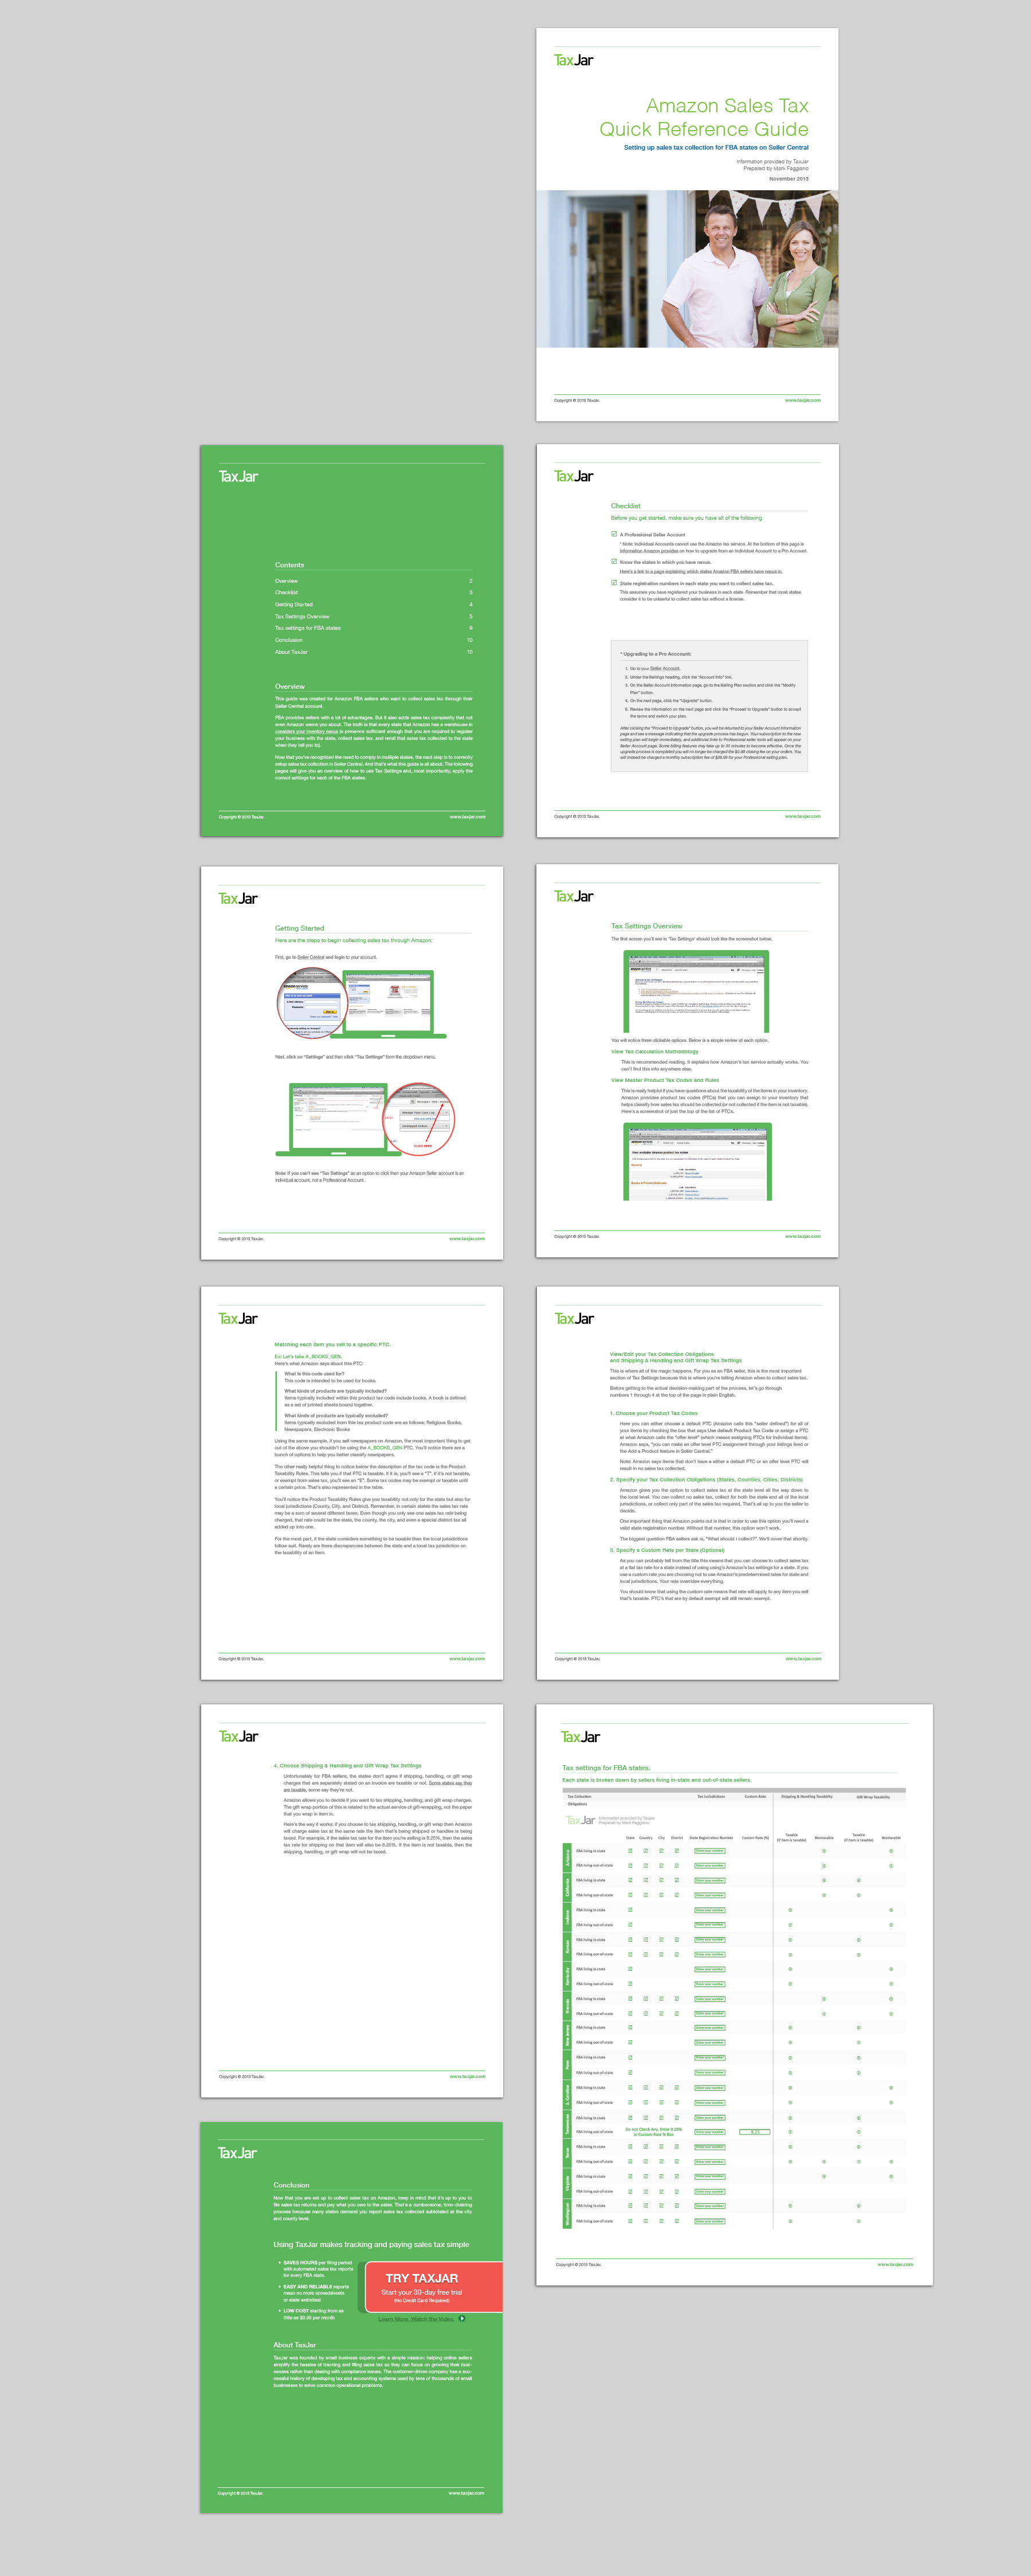 TaxJar
Amazon Sales Tax
Quick Reference Guide
Setting up sales tax collection for FBA states on Seller Central
Information provided by TaxJar
Prepared by Mark Faggiano
November 2013
Copyright © 2013 TaxJar.
www.taxjar.com
TaxJar
Contents
Overview 2
Checklist 3
Getting Started 4
Tax Settings Overview 5
Tax settings for FBA states 9
Conclusion 10
About TaxJar 10
Overview
This guide was created for Amazon FBA sellers who want to collect sales tax through their
Seller Central account.
FBA provides sellers with a lot of advantages. But it also adds sales tax complexity that not
even Amazon warns you about. The truth is that every state that Amazon has a warehouse in
considers your inventory nexus is presence sufficient enough that you are required to register
your business with the state, collect sales tax, and remit that sales tax collected to the state
when they tell you to).
Now that you've recognized the need to comply in multiple states, the next step is to correctly
setup sales tax collection in Seller Central. And that's what this guide is all about. The following
pages will give you an overview of how to use Tax Settings and, most importantly, apply the
correct settings for each of the FBA states.
Copyright © 2013 TaxJar.
www.taxjar.com
TaxJar
Checklist
Before you get started, make sure you have all of the following.
A Professional Seller Account
* Note: Individual Accounts cannot use the Amazon tax service. At the bottom of this page is
information Amazon provides on how to upgrade from an Individual Account to a Pro Account.
Know the states in which you have nexus.
Here's a link to a page explaining which states Amazon FBA sellers have nexus in.
State registration numbers in each state you want to collect sales tax.
This assumes you have registered your business in each state. Remember that most states
consider it to be unlawful to collect sales tax without a license.
* Upgrading to a Pro Acccount:
1. Go to your Seller Account.
2. Under the Settings heading, click the "Account Info" link.
3. On the Seller Account Information page, go to the Selling Plan section and click the "Modify
Plan" button.
4. On the next page, click the "Upgrade" button.
5. Review the information on the next page and click the "Proceed to Upgrade" button to accept
the terms and switch your plan.
After clicking the "Proceed to Upgrade" button, you will be returned to your Seller Account Information
page and see a message indicating that the upgrade process has begun. Your subscription to the new
selling plan will begin immediately, and additional links to Professional seller tools will appear on your
Seller Account page. Some billing features may take up to 30 minutes to become effective. Once the
upgrade process is completed you will no longer be charged the $0.99 closing fee on your orders. You
will instead be charged a monthly subscription fee of $39.99 for your Professional selling plan.
Copyright © 2013 TaxJar.
www.taxjar.com
TaxJar
Getting Started
Here are the steps to begin collecting sales tax through Amazon:
First, go to Seller Central and login to your account.
Next, click on "Settings" and then click "Tax Settings" form the dropdown menu.
CLICK HERE
Note: If you can't see "Tax Settings" as an option to click then your Amazon Seller account is an
individual account, not a Professional Account.
Copyright © 2013 TaxJar.
www.taxjar.com
TaxJar
Tax Settings Overview
The first screen you'll see in 'Tax Settings' should look like the screenshot below.
You will notice three clickable options. Below is a simple review of each option.
View Tax Calculation Methodology
This is recommended reading. It explains how Amazon's tax service actually works. You
can't find this info anywhere else.
View Master Product Tax Codes and Rules
This is really helpful if you have questions about the taxability of the items in your inventory.
Amazon provides product tax codes (PTCs) that you can assign to your inventory that
helps classify how sales tax should be collected (or not collected if the item is not taxable).
Here's a screenshot of just the top of the list of PTCs.
Copyright © 2013 TaxJar.
www.taxjar.com
TaxJar
Matching each item you sell to a specific PTC.
Ex: Let's take A_BOOKS_GEN.
Here's what Amazon says about this PTC:
What is this code used for?
This code is intended to be used for books.
What kinds of products are typically included?
Items typically included within this product tax code include books. A book is defined
as a set of printed sheets bound together.
What kinds of products are typically excluded?
Items typically excluded from this tax product code are as follows: Religious Books,
Newspapers, Electronic Books
Using the same example, if you sell newspapers on Amazon, the most important thing to get
out of the above you shouldn't be using the A_BOOKS_GEN PTC. You'll notice there are a
bunch of options to help you better classify newspapers.
The other really helpful thing to notice below the description of the tax code is the Product
Taxability Rules. This tells you if that PTC is taxable. If it is, you'll see a "T". If it's not taxable,
or exempt from sales tax, you'll see an "E". Some tax codes may be exempt or taxable until
a certain price. That's also represented in the table.
You'll notice the Product Taxability Rules give you taxability not only for the state but also for
local jurisdictions (County, City, and District). Remember, in certain states the sales tax rate
may be a sum of several different taxes. Even though you only see one sales tax rate being
charged, that rate could be the state, the county, the city, and even a special district tax all
added up into one.
For the most part, if the state considers something to be taxable then the local jurisdictions
follow suit. Rarely are there discrepancies between the state and a local tax jurisdiction on
the taxability of an item.
Copyright © 2013 TaxJar.
www.taxjar.com
TaxJar
View/Edit your Tax Collection Obligations
and Shipping & Handling and Gift Wrap Tax Settings
This is where all of the magic happens. For you as an FBA seller, this is the most important
section of Tax Settings because this is where you're telling Amazon when to collect sales tax.
Before getting to the actual decision-making part of the process, let's go through
numbers 1 through 4 at the top of the page in plain English.
1. Choose your Product Tax Codes
Here you can either choose a default PTC (Amazon calls this "seller defined") for all of
your items by checking the box that says Use default Product Tax Code or assign a PTC
at what Amazon calls the "offer level" (which means assigning PTCs for individual items).
Amazon says, "you can make an offer level PTC assignment through your listings feed or
the Add a Product feature in Seller Central."
Note: Amazon says items that don't have a either a default PTC or an offer level PTC will
result in no sales tax collected.
2. Specify your Tax Collection Obligations (States, Counties, Cities, Districts)
Amazon gives you the option to collect sales tax at the state level all the way down to
the local level. You can collect no sales tax, collect for both the state and all of the local
jurisdictions, or collect only part of the sales tax required. That's all up to you the seller to
decide.
One important thing that Amazon points out is that in order to use this option you'll need a
valid state registration number. Without that number, this option won't work.
The biggest question FBA sellers ask is, "What should I collect?". We'll cover that shortly.
3. Specify a Custom Rate per State (Optional)
As you can probably tell from the title this means that you can choose to collect sales tax
at a flat tax rate for a state instead of using using's Amazon's tax settings for a state. If you
use a custom rate you are choosing not to use Amazon's predetermined rates for state and
local jurisdictions. Your rate overrides everything.
You should know that using the custom rate means that rate will apply to any item you sell
that's taxable. PTC's that are by default exempt will still remain exempt.
Copyright © 2013 TaxJar.
www.taxjar.com
TaxJar
4. Choose Shipping & Handling and Gift Wrap Tax Settings
Unfortunately for FBA sellers, the states don't agree if shipping, handling, or gift wrap
charges that are separately stated on an invoice are taxable or not. Some states say they
are taxable, some say they're not.
Amazon allows you to decide if you want to tax shipping, handling, and gift wrap charges.
The gift wrap portion of this is related to the actual service of gift-wrapping, not the paper
that you wrap in item in.
Here's the way it works: if you choose to tax shipping, handling, or gift wrap then Amazon
will charge sales tax at the same rate the item that's being shipped or handles is being
taxed. For example, if the sales tax rate for the item you're selling is 8.25%, then the sales
tax rate for shipping on that item will also be 8.25%. If the item is not taxable, then the
shipping, handling, or gift wrap will not be taxed.
Copyright © 2013 TaxJar.
www.taxjar.com
TaxJar
Tax settings for FBA states.
Each state is broken down by sellers living in-state and out-of-state sellers.
Tax Collection Tax Jurisdictions Custom Rate Shipping & Handling Taxability Gift Wrap Taxability
Obligations
TaxJar Information provided by TaxJar
Prepared by Mark Faggiano
State Country City District State Registration Number Custom Rate (%) Taxable (if item is taxable) Nontaxable Taxable (if item is taxable) Nontaxable
Arizona
FBA living in state Enter your number
FBA living out-of-state Enter your number
California
FBA living in state Enter your number
FBA living out-of-state Enter your number
Indiana
FBA living in state Enter your number
FBA living out-of-state Enter your number
Kansas
FBA living in state Enter your number
FBA living out-of-state Enter your number
Kentucky
FBA living in state Enter your number
FBA living out-of-state Enter your number
Nevada
FBA living in state Enter your number
FBA living out-of-state Enter your number
New Jersey
FBA living in state Enter your number
FBA living out-of-state Enter your number
Penn
FBA living in state Enter your number
FBA living out-of-state Enter your number
S. Carolina
FBA living in state Enter your number
FBA living out-of-state Enter your number
Tennessee
FBA living in state Enter your number
FBA living out-of-state Do not Check Any. Enter 9.25% in Custom Rate % Box Enter your number 9.25
Texas
FBA living in state Enter your number
FBA living out-of-state Enter your number
Virginia
FBA living in state Enter your number
FBA living out-of-state Enter your number
Washington
FBA living in state Enter your number
FBA living out-of-state Enter your number
Copyright © 2013 TaxJar.
www.taxjar.com
TaxJar
Conclusion
Now that you are set up to collect sales tax on Amazon, keep in mind that it's up to you to
file sales tax returns and pay what you owe to the sales. That's a cumbersome, time-draining
process because many states demand you report sales tax collected subtotaled at the city
and county level.
Using TaxJar makes tracking and paying sales tax simple
SAVES HOURS per filing period
with automated sales tax reports
for every FBA state.
EASY AND RELIABLE reports
mean no more spreadsheets
or state websites!
LOW COST starting from as
little as $9.95 per month
TRY TAXJAR
Start your 30-day free trial
(No Credit Card Required)
Learn More. Watch the Video.
About TaxJar
TaxJar was founded by small business experts with a simple mission: helping online sellers
simplify the hassles of tracking and filing sales tax so they can focus on growing their busi-
nesses rather than dealing with compliance issues. The customer-driven company has a suc-
cessful history of developing tax and accounting systems used by tens of thousands of small
businesses to solve common operational problems.
Copyright © 2013 TaxJar.
www.taxjar.com